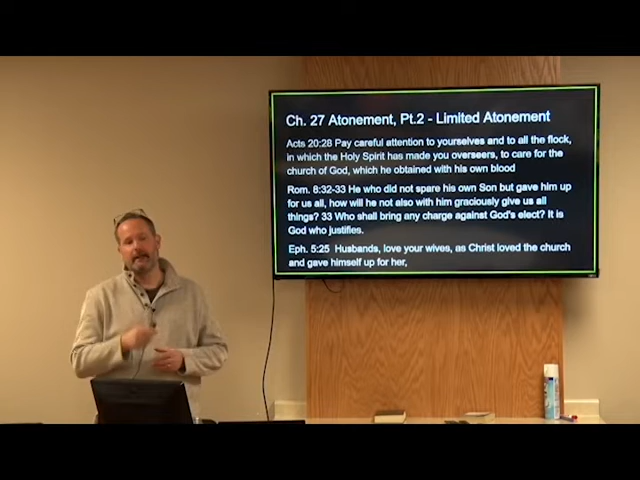 Ch. 27 Atonement, Pt.2 - Limited Atonement
Acts 20:28 Pay careful attention to yourselves and to all the flock,
in which the Holy Spirit has made you overseers, to care for the
church of God, which he obtained with his own blood
Rom. 8:32-33 He who did not spare his own Son but gave him up
for us all, how will he not also with him graciously give us all
things? 33 Who shall bring any charge against God's elect? It is
God who justifies.
Eph. 5:25 Husbands, love your wives, as Christ loved the church
and gave himself up for her,